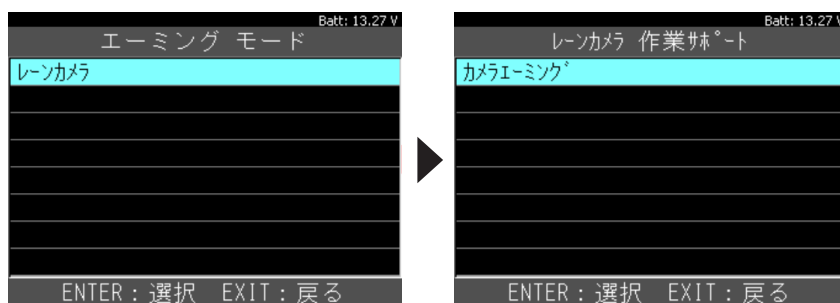 Batt: 13.27 V
エーミング モード
レーンカメラ
ENTER：選択 EXIT：戻る
Batt: 13.27 V
レーンカメラ 作業サポート
カメラエーミング
ENTER：選択 EXIT：戻る